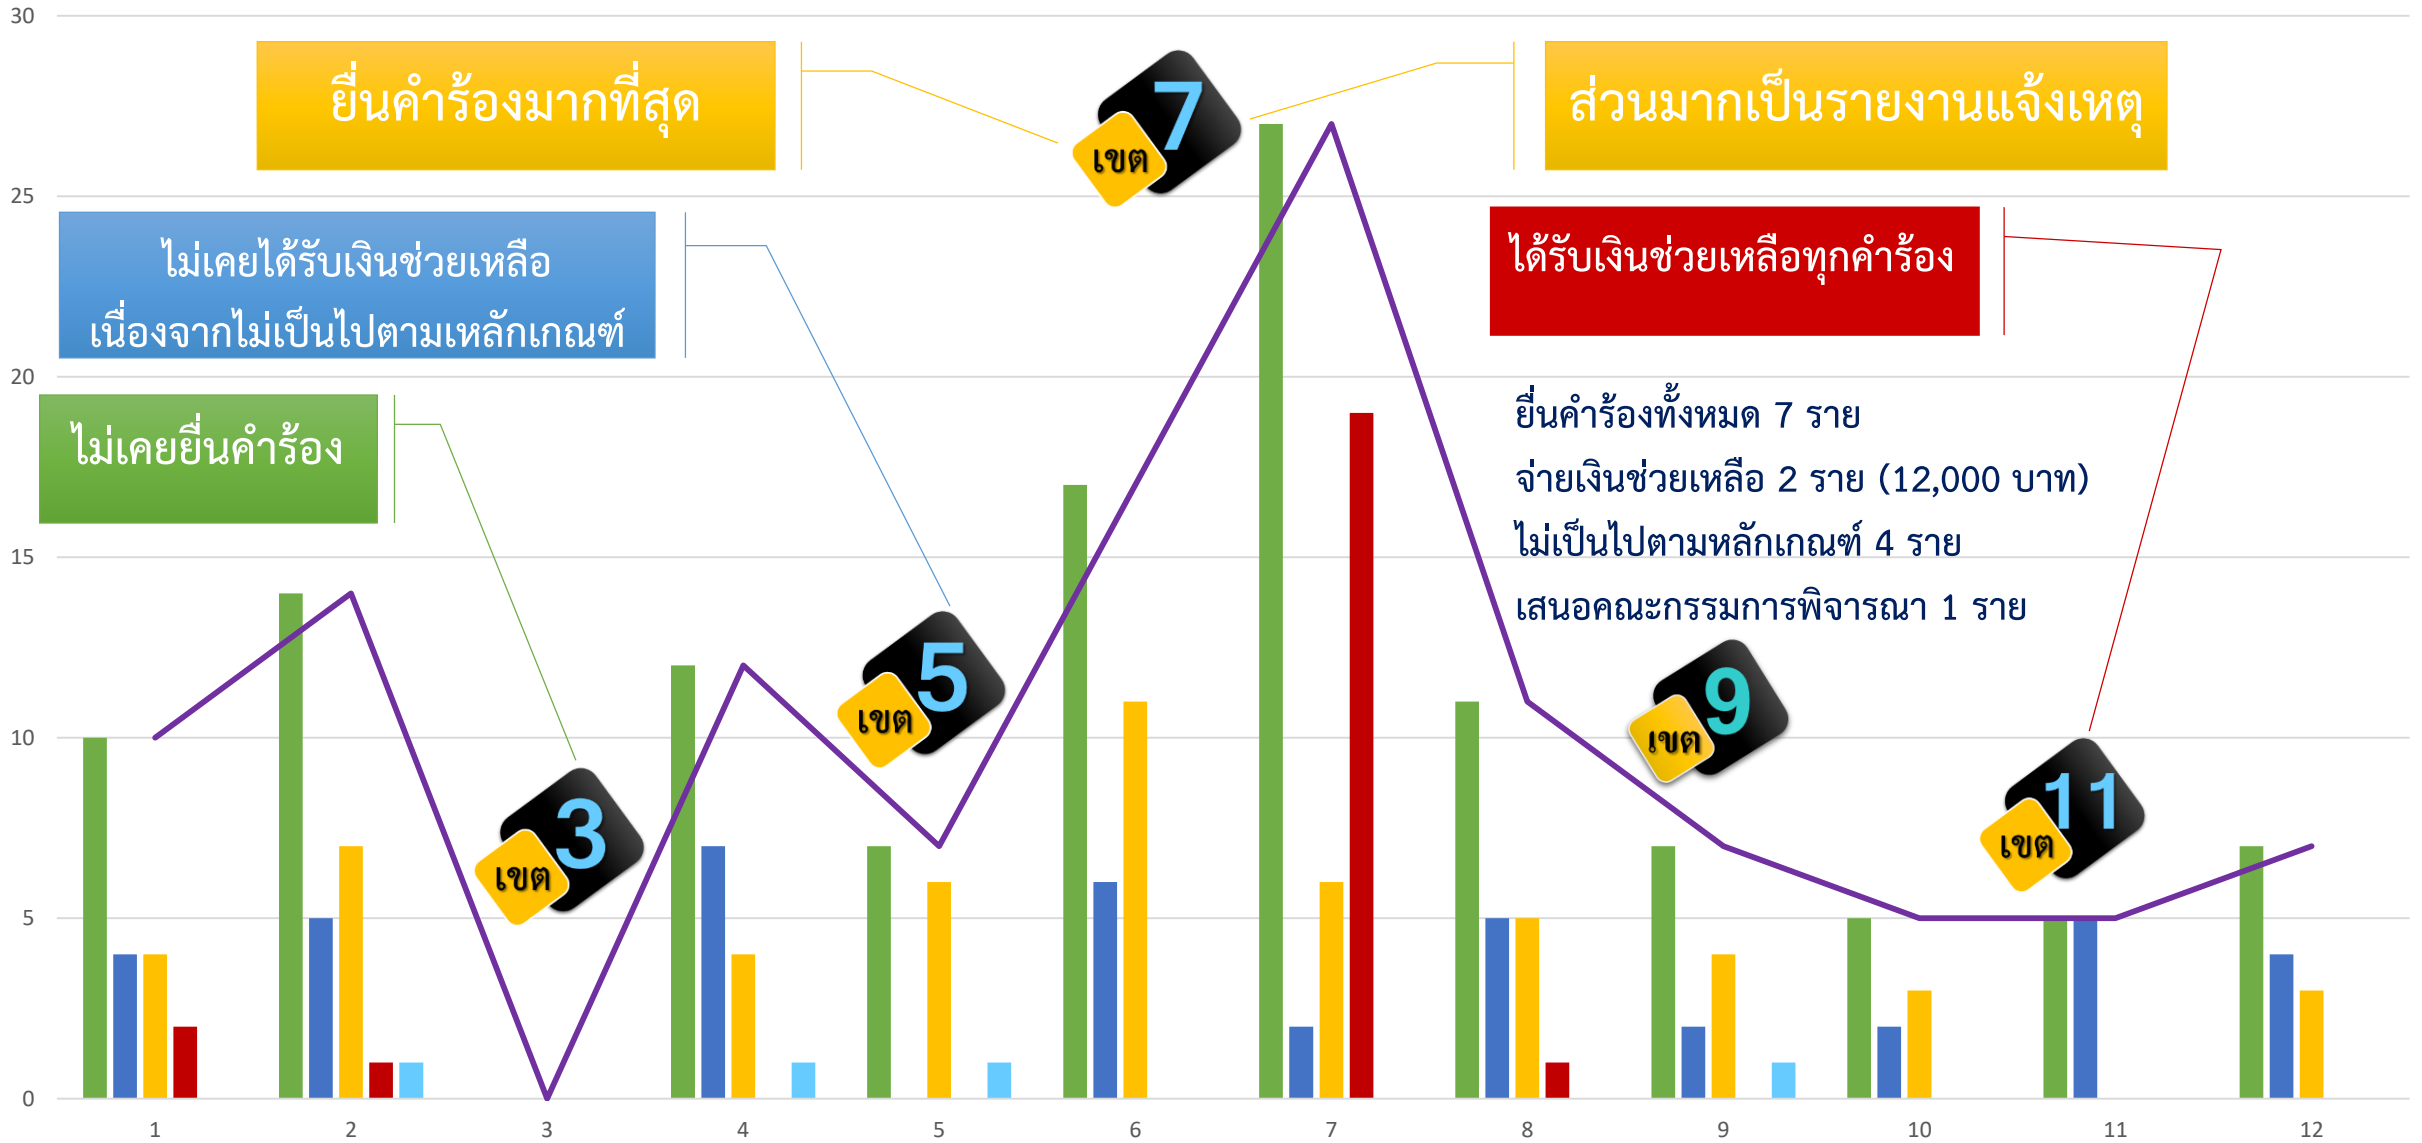 30
ยื่นคำร้องมากที่สุด
เขต 7
ส่วนมากเป็นรายงานแจ้งเหตุ
25
ไม่เคยได้รับเงินช่วยเหลือ
เนื่องจากไม่เป็นไปตามเหลักเกณฑ์
ได้รับเงินช่วยเหลือทุกคำร้อง
20
ไม่เคยยื่นคำร้อง
ยื่นคำร้องทั้งหมด 7 ราย
จ่ายเงินช่วยเหลือ 2 ราย (12,000 บาท)
ไม่เป็นไปตามหลักเกณฑ์ 4 ราย
เสนอคณะกรรมการพิจารณา 1 ราย
15
เขต 5
เขต 9
10
เขต 3
เขต 11
5
0
1 2 3 4 5 6 7 8 9 10 11 12